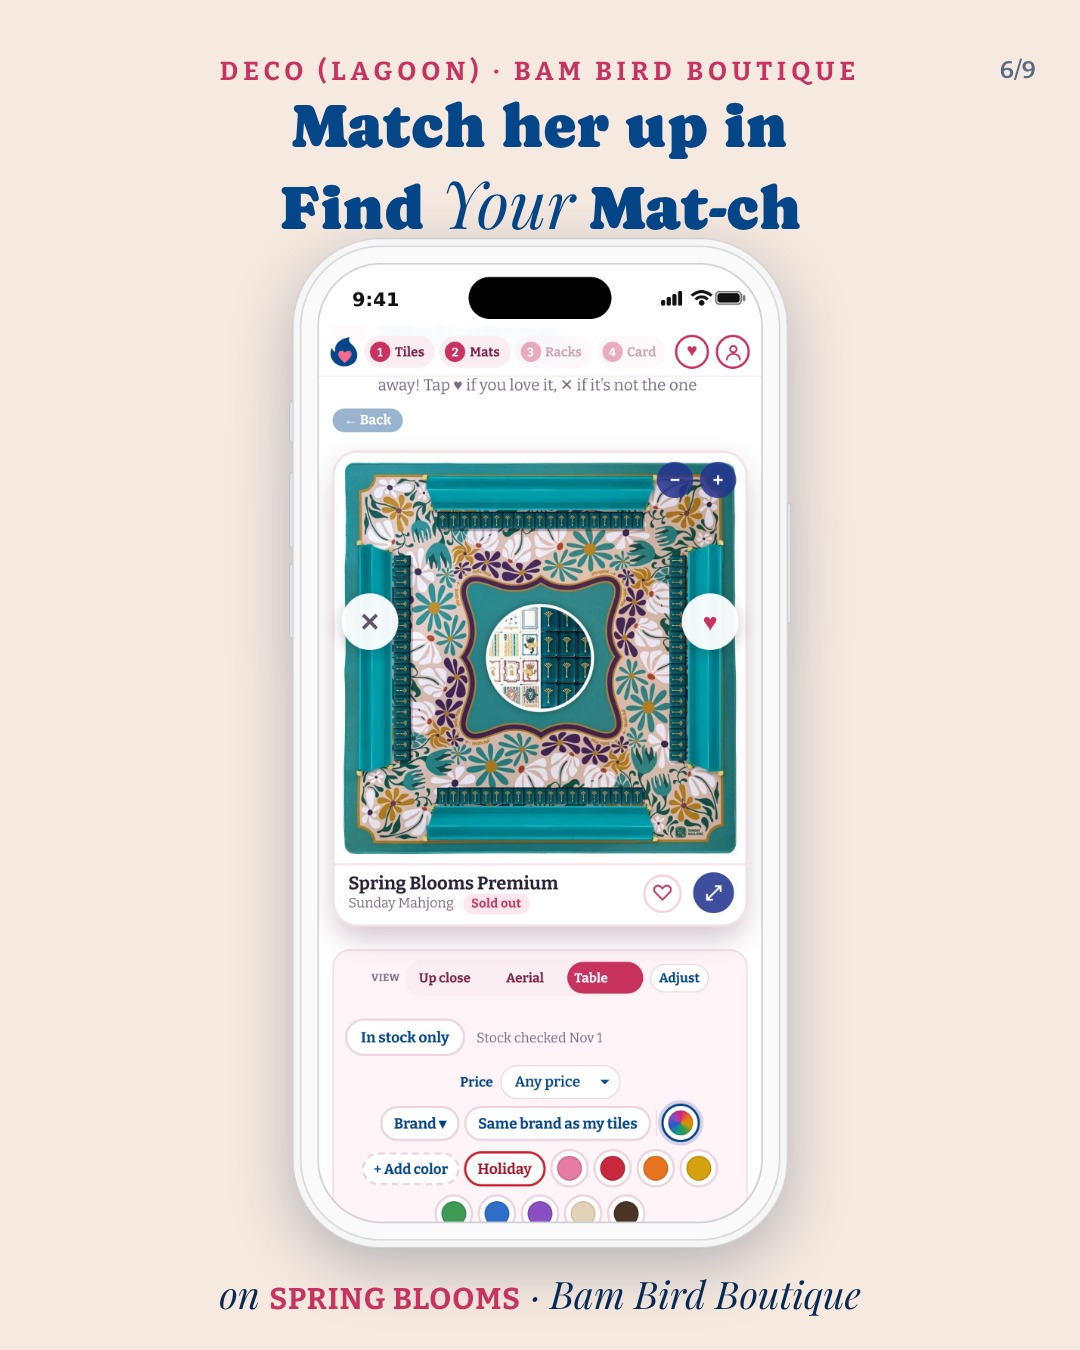 DECO (LAGOON) · BAM BIRD BOUTIQUE
6/9
Match her up in
Find Your Mat-ch
9:41
1 Tiles
2 Mats
3 Racks
4 Card
away! Tap ♥ if you love it, ✕ if it's not the one
← Back
Spring Blooms Premium
Sunday Mahjong
Sold out
VIEW
Up close
Aerial
Table
Adjust
In stock only
Stock checked Nov 1
Price
Any price
Brand ▾
Same brand as my tiles
+ Add color
Holiday
on SPRING BLOOMS · Bam Bird Boutique